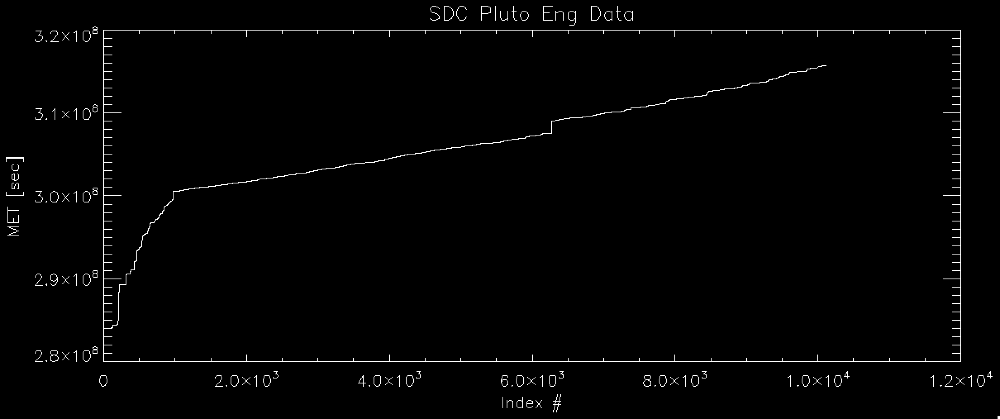 SDC Pluto Eng Data
3.2×10⁸
3.1×10⁸
3.0×10⁸
2.9×10⁸
2.8×10⁸
MET [sec]
0 2.0×10³ 4.0×10³ 6.0×10³ 8.0×10³ 1.0×10⁴ 1.2×10⁴
Index #